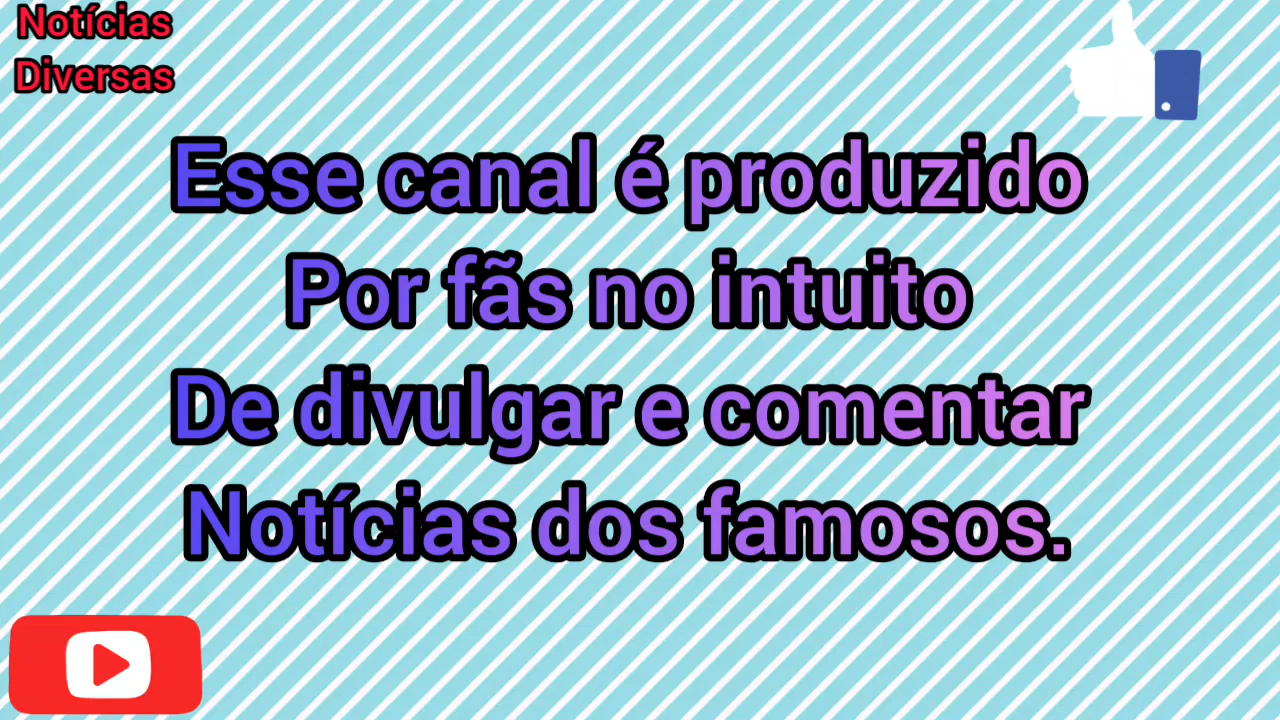 Notícias
Diversas
Esse canal é produzido
Por fãs no intuito
De divulgar e comentar
Notícias dos famosos.